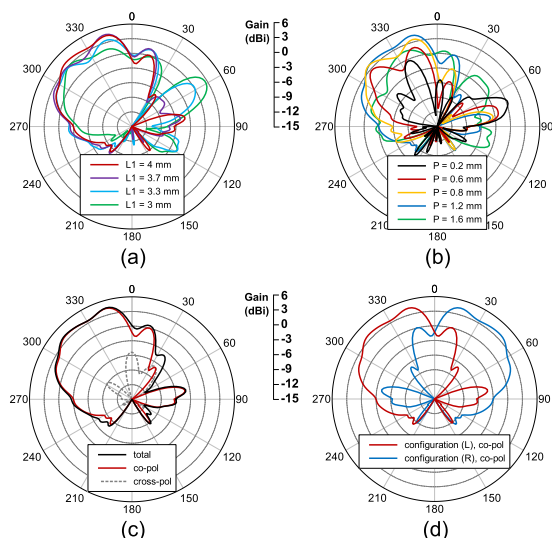 0
30
60
90
120
150
180
210
240
270
300
330
Gain
(dBi)
6
3
0
-3
-6
-9
-12
-15
L1 = 4 mm
L1 = 3.7 mm
L1 = 3.3 mm
L1 = 3 mm
(a)
0
30
60
90
120
150
180
210
240
270
300
330
P = 0.2 mm
P = 0.6 mm
P = 0.8 mm
P = 1.2 mm
P = 1.6 mm
(b)
0
30
60
90
120
150
180
210
240
270
300
330
Gain
(dBi)
6
3
0
-3
-6
-9
-12
-15
total
co-pol
cross-pol
(c)
0
30
60
90
120
150
180
210
240
270
300
330
configuration (L), co-pol
configuration (R), co-pol
(d)